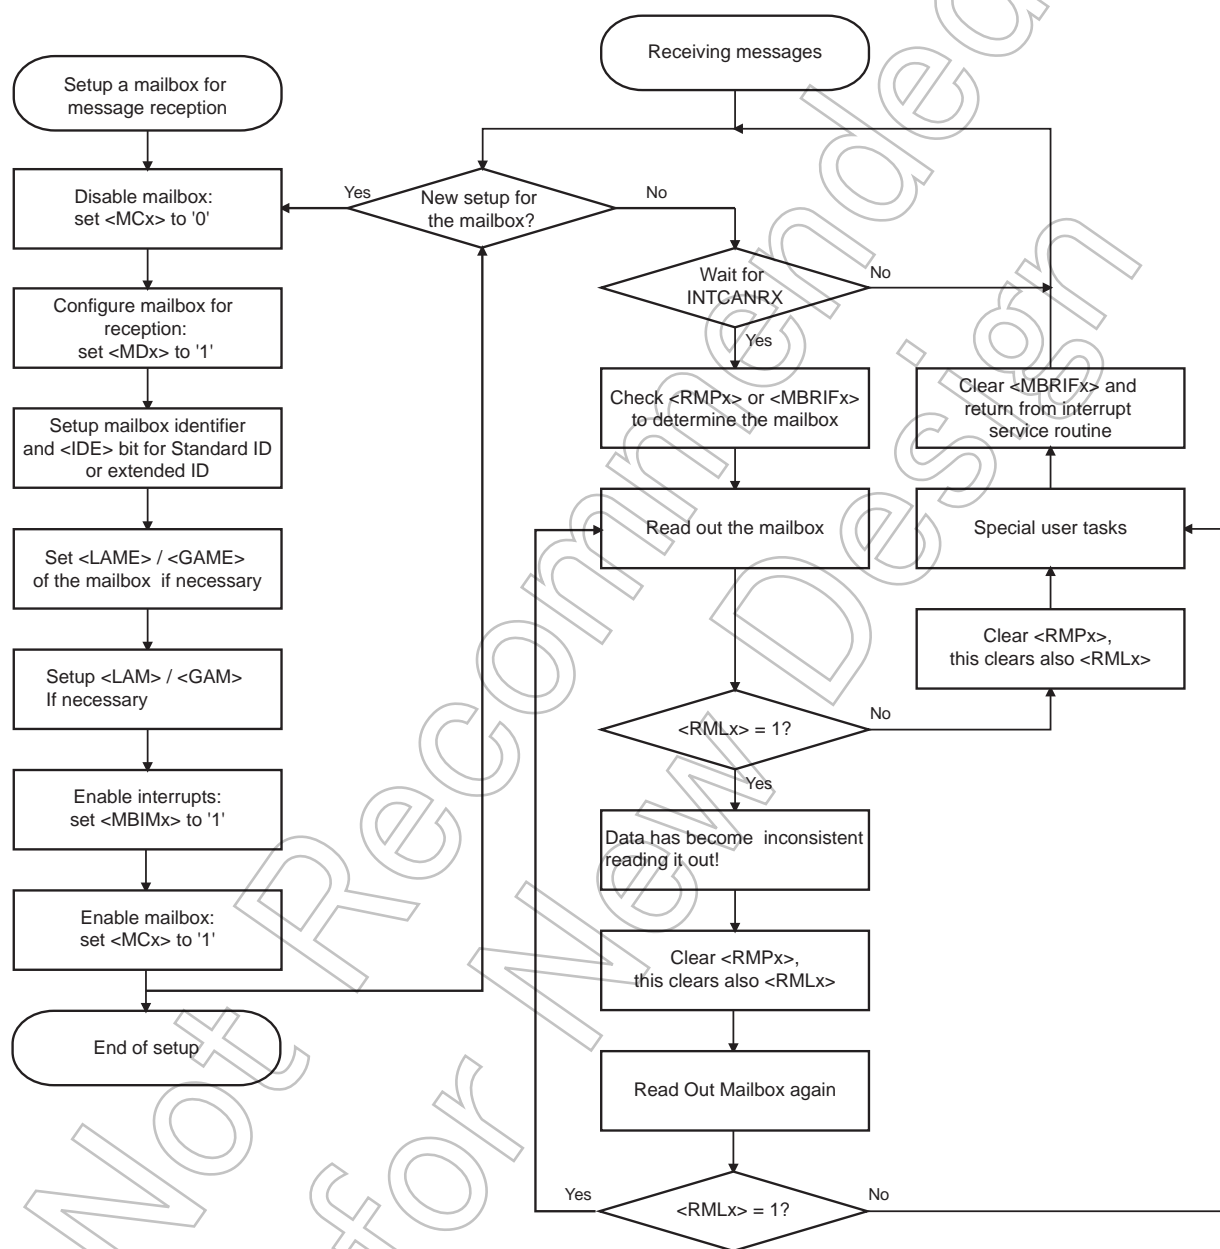 Setup a mailbox for
message reception
Disable mailbox:
set <MCx> to '0'
Configure mailbox for
reception:
set <MDx> to '1'
Setup mailbox identifier
and <IDE> bit for Standard ID
or extended ID
Set <LAME> / <GAME>
of the mailbox if necessary
Setup <LAM> / <GAM>
If necessary
Enable interrupts:
set <MBIMx> to '1'
Enable mailbox:
set <MCx> to '1'
End of setup
Receiving messages
Yes
New setup for
the mailbox?
No
Wait for
INTCANRX
No
Yes
Check <RMPx> or <MBRIFx>
to determine the mailbox
Read out the mailbox
<RMLx> = 1?
No
Yes
Data has become inconsistent
reading it out!
Clear <RMPx>,
this clears also <RMLx>
Read Out Mailbox again
Yes
<RMLx> = 1?
No
Clear <MBRIFx> and
return from interrupt
service routine
Special user tasks
Clear <RMPx>,
this clears also <RMLx>
Not Recommended
for New Design